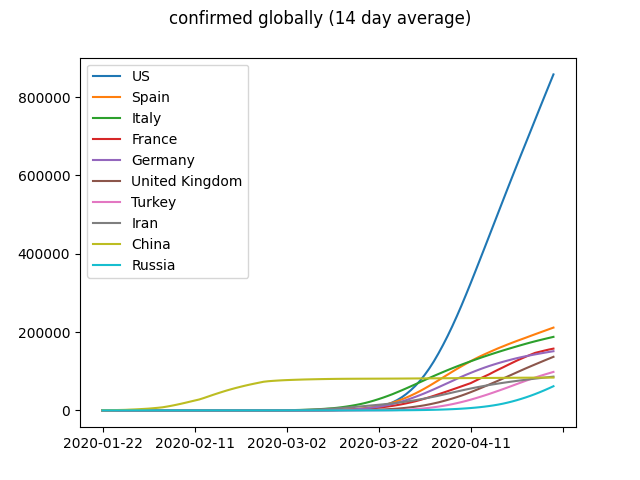 confirmed globally (14 day average)
US
Spain
Italy
France
Germany
United Kingdom
Turkey
Iran
China
Russia
800000
600000
400000
200000
0
2020-01-22 2020-02-11 2020-03-02 2020-03-22 2020-04-11